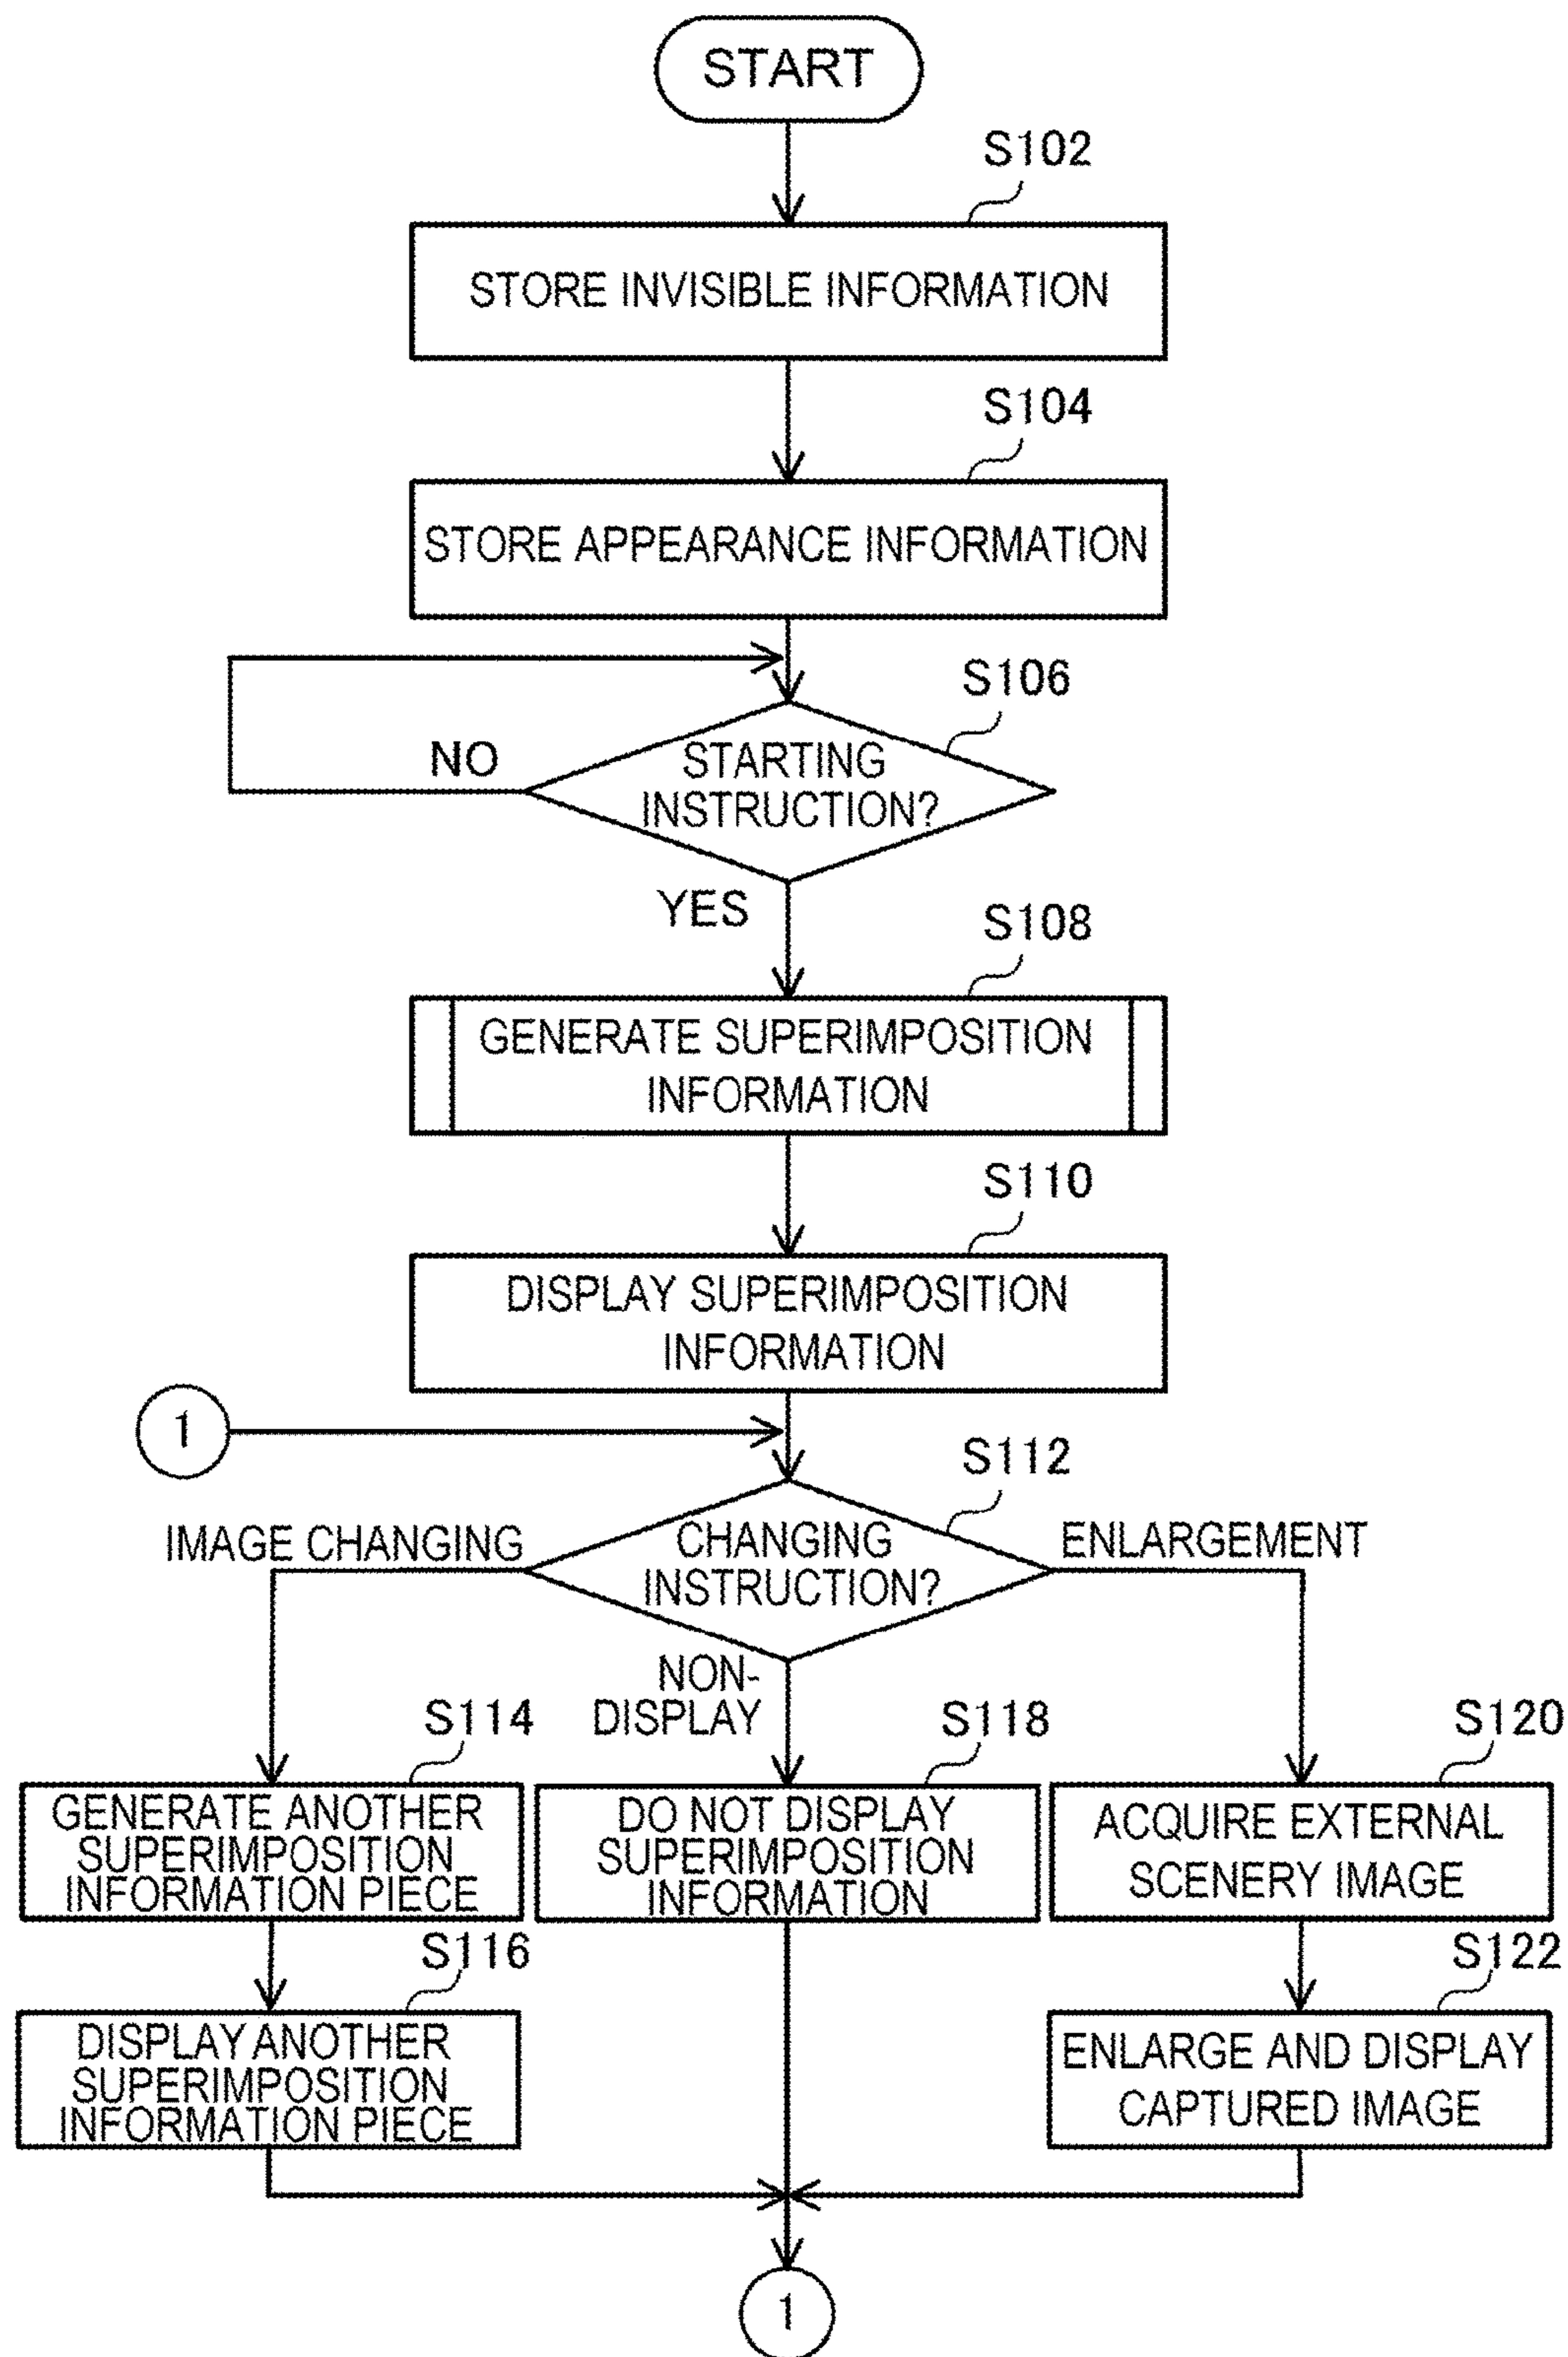 START
S102
STORE INVISIBLE INFORMATION
S104
STORE APPEARANCE INFORMATION
S106
NO
STARTING
INSTRUCTION?
YES
S108
GENERATE SUPERIMPOSITION
INFORMATION
S110
DISPLAY SUPERIMPOSITION
INFORMATION
1
S112
IMAGE CHANGING
CHANGING
INSTRUCTION?
ENLARGEMENT
NON-
DISPLAY
S114
GENERATE ANOTHER
SUPERIMPOSITION
INFORMATION PIECE
S118
DO NOT DISPLAY
SUPERIMPOSITION
INFORMATION
S120
ACQUIRE EXTERNAL
SCENERY IMAGE
S116
DISPLAY ANOTHER
SUPERIMPOSITION
INFORMATION PIECE
S122
ENLARGE AND DISPLAY
CAPTURED IMAGE
1